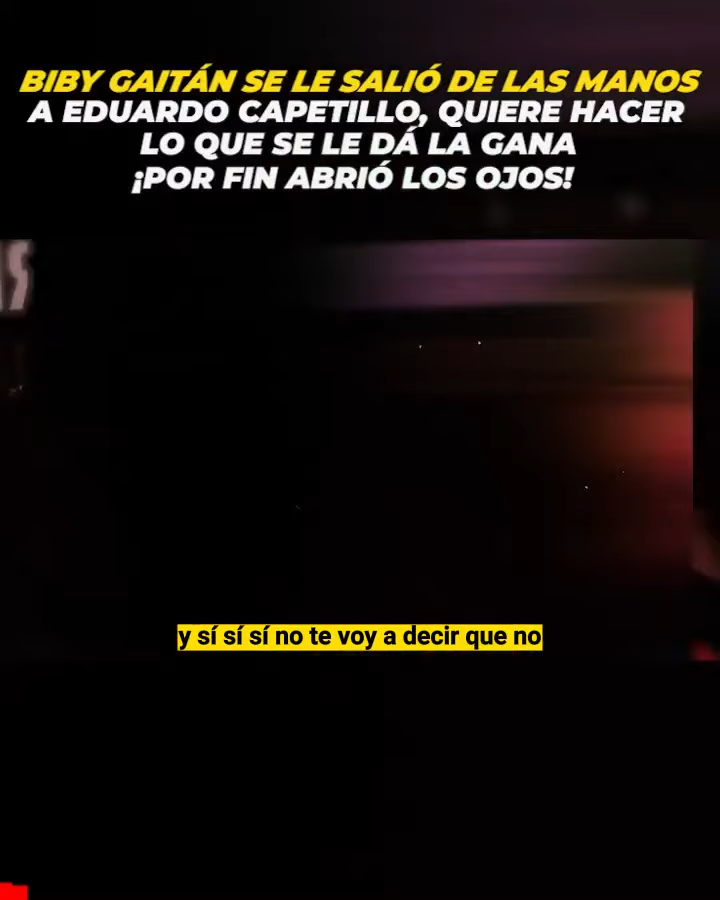 BIBY GAITÁN SE LE SALIÓ DE LAS MANOS
A EDUARDO CAPETILLO, QUIERE HACER
LO QUE SE LE DÁ LA GANA
¡POR FIN ABRIÓ LOS OJOS!
y sí sí sí no te voy a decir que no